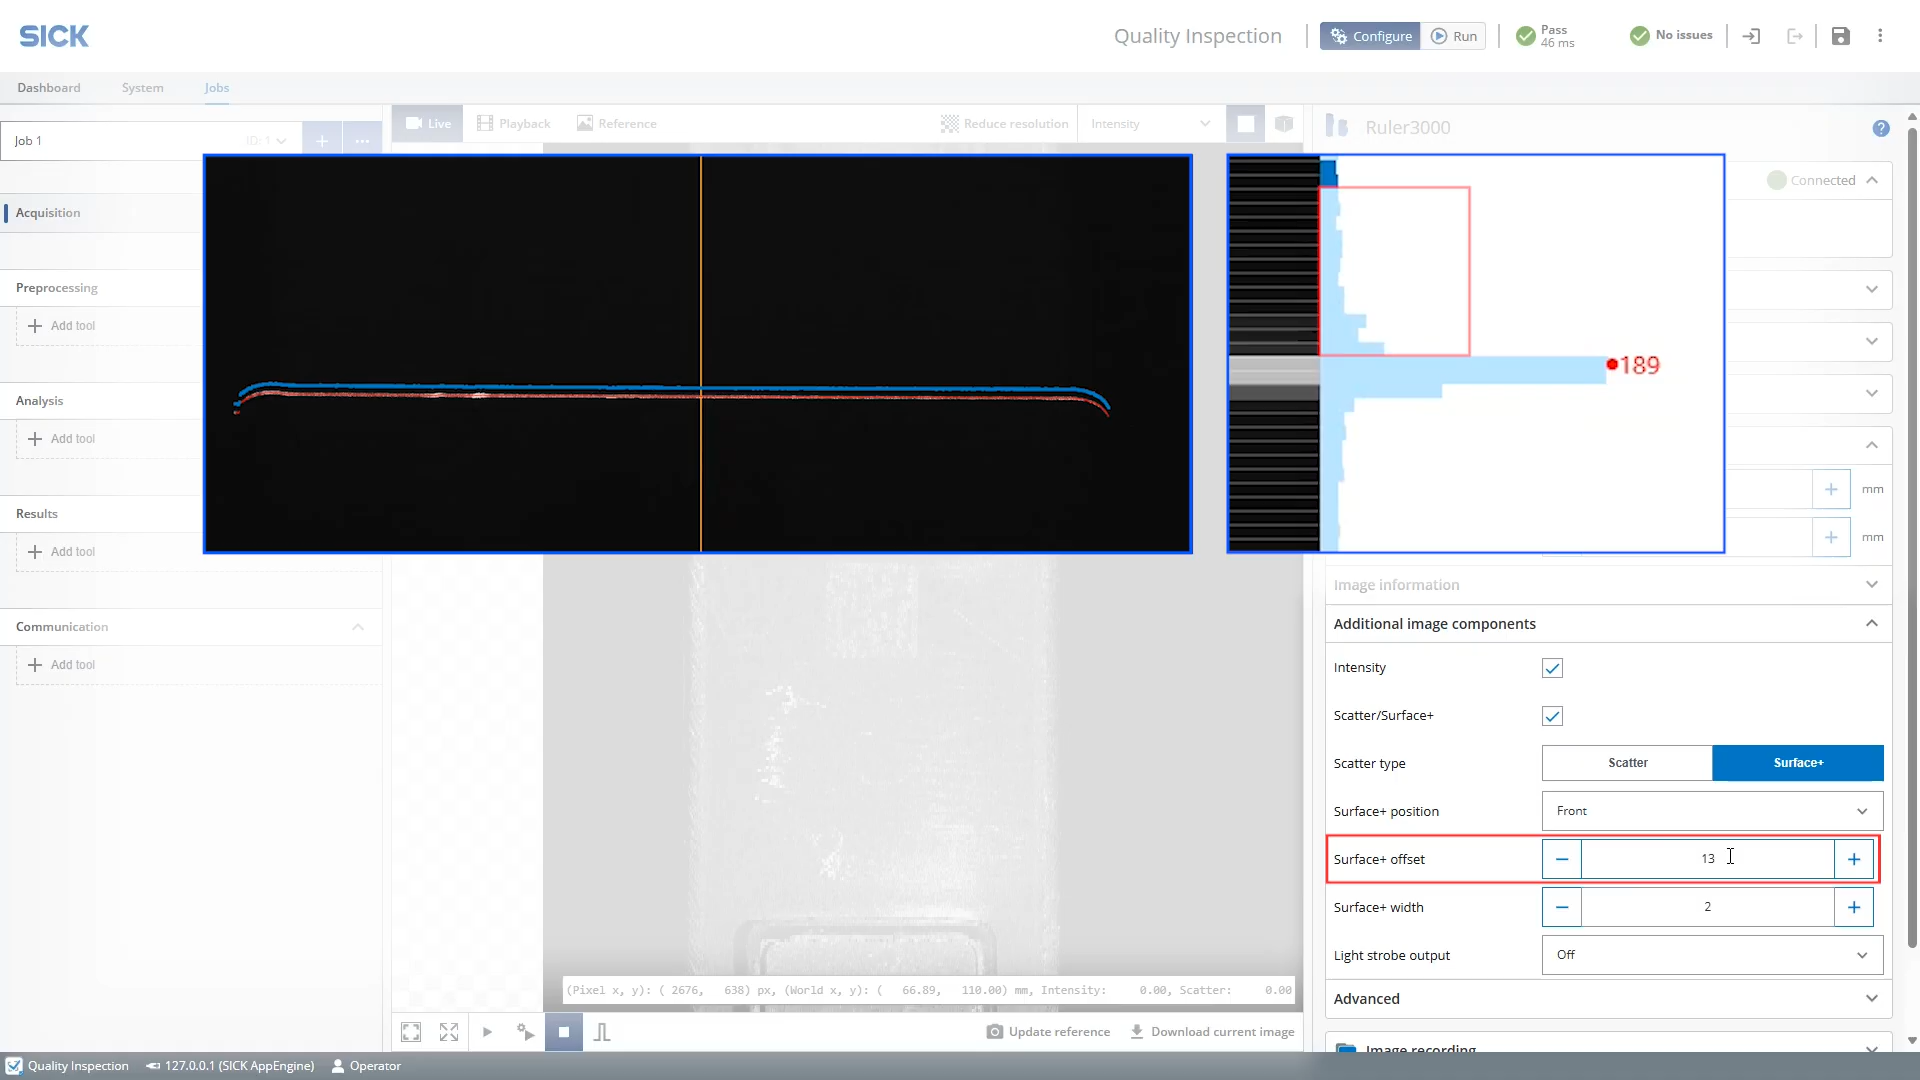 SICK
Quality Inspection
Configure
Run
Pass
46 ms
No issues
Dashboard
System
Jobs
Job 1
ID: 1
Live
Playback
Reference
Reduce resolution
Intensity
Ruler3000
Connected
Acquisition
Preprocessing
Add tool
189
Analysis
Add tool
mm
Results
mm
Add tool
Image information
Communication
Additional image components
Add tool
Intensity
Scatter/Surface+
Scatter type
Scatter
Surface+
Surface+ position
Front
Surface+ offset
13
Surface+ width
2
Light strobe output
Off
(Pixel x, y): ( 2676, 638) px, (World x, y): ( 66.89, 110.00) mm, Intensity: 0.00, Scatter: 0.00
Advanced
Update reference
Download current image
Image recording
Quality Inspection
127.0.0.1 (SICK AppEngine)
Operator